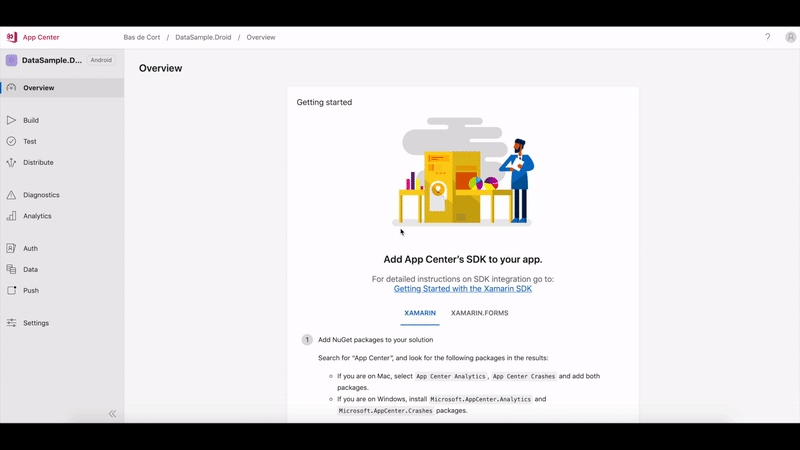 App Center
Bas de Cort / DataSample.Droid / Overview
?
DataSample.D... Android
Overview
Build
Test
Distribute
Diagnostics
Analytics
Auth
Data
Push
Settings
Overview
Getting started
Add App Center's SDK to your app.
For detailed instructions on SDK integration go to:
Getting Started with the Xamarin SDK
XAMARIN XAMARIN.FORMS
1 Add NuGet packages to your solution
Search for "App Center", and look for the following packages in the results:
If you are on Mac, select App Center Analytics, App Center Crashes and add both
packages.
If you are on Windows, install Microsoft.AppCenter.Analytics and
Microsoft.AppCenter.Crashes packages.